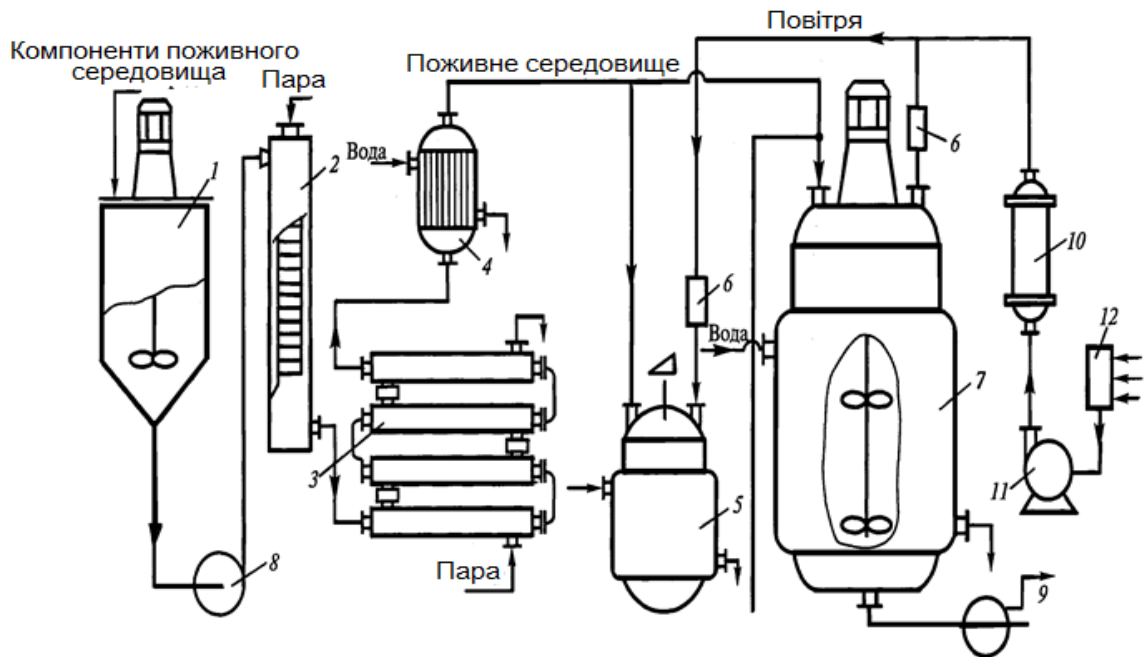 Повітря
Компоненти поживного
середовища
Пара
Поживне середовище
Вода
1
2
4
6
6
10
12
Вода
7
3
5
11
8
Пара
9